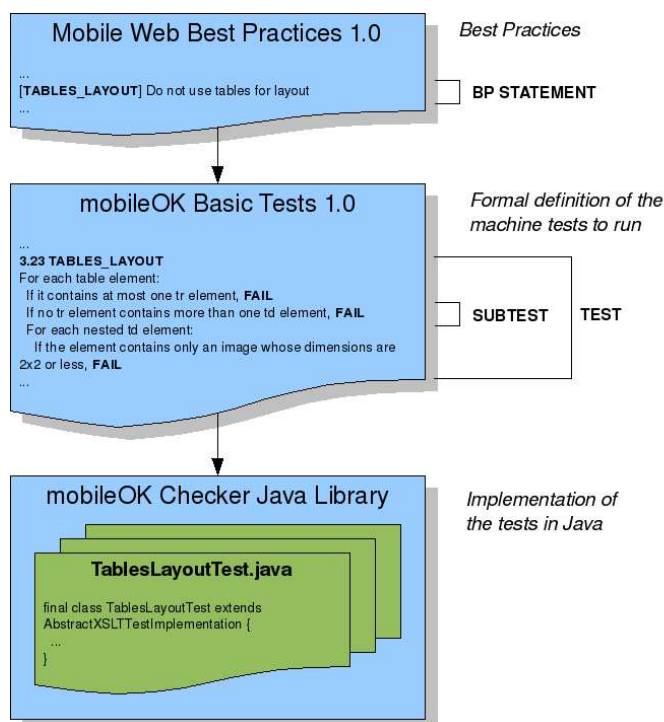 Mobile Web Best Practices 1.0
Best Practices
...
[TABLES_LAYOUT] Do not use tables for layout
...
BP STATEMENT
mobileOK Basic Tests 1.0
Formal definition of the
machine tests to run
...
3.23 TABLES_LAYOUT
For each table element:
If it contains at most one tr element, FAIL
If no tr element contains more than one td element, FAIL
For each nested td element:
If the element contains only an image whose dimensions are
2x2 or less, FAIL
...
SUBTEST
TEST
mobileOK Checker Java Library
Implementation of
the tests in Java
TablesLayoutTest.java
final class TablesLayoutTest extends
AbstractXSLTTestImplementation {
...
}